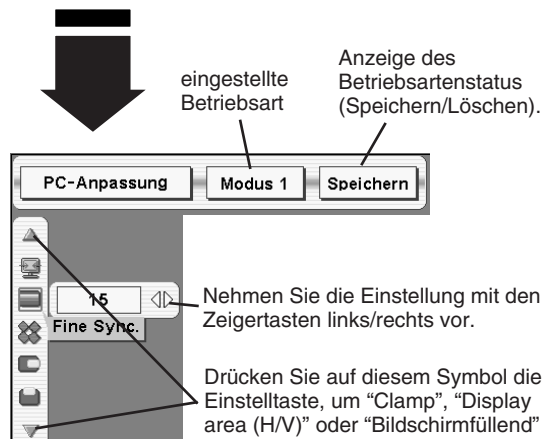 Anzeige des
Betriebsartenstatus
(Speichern/Löschen).
eingestellte
Betriebsart
PC-Anpassung Modus 1 Speichern
15
Fine Sync.
Nehmen Sie die Einstellung mit den
Zeigertasten links/rechts vor.
Drücken Sie auf diesem Symbol die
Einstelltaste, um “Clamp”, “Display
area (H/V)” oder “Bildschirmfüllend”